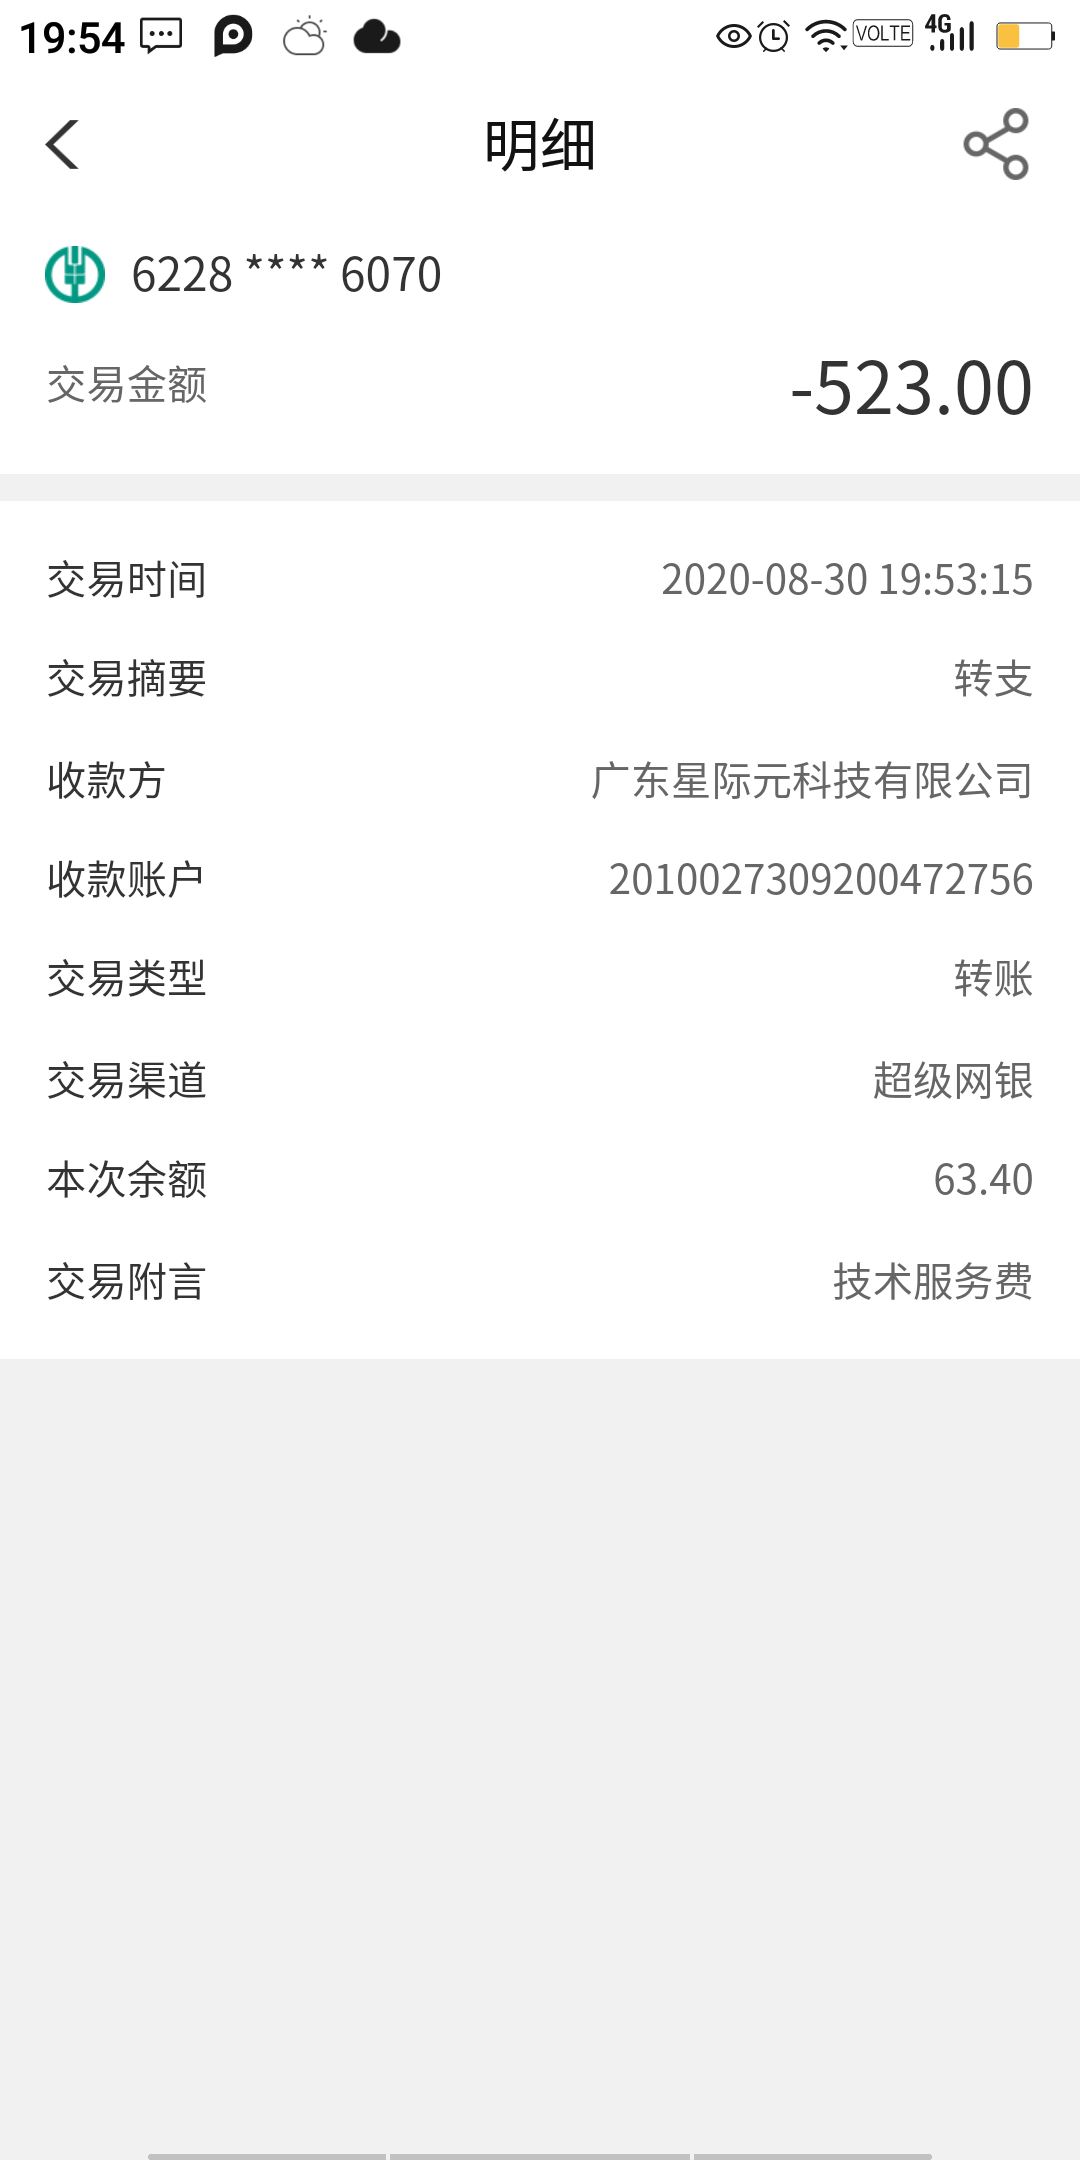 19:54
VOLTE 4G
明细
6228 **** 6070
交易金额 -523.00
交易时间 2020-08-30 19:53:15
交易摘要 转支
收款方 广东星际元科技有限公司
收款账户 2010027309200472756
交易类型 转账
交易渠道 超级网银
本次余额 63.40
交易附言 技术服务费